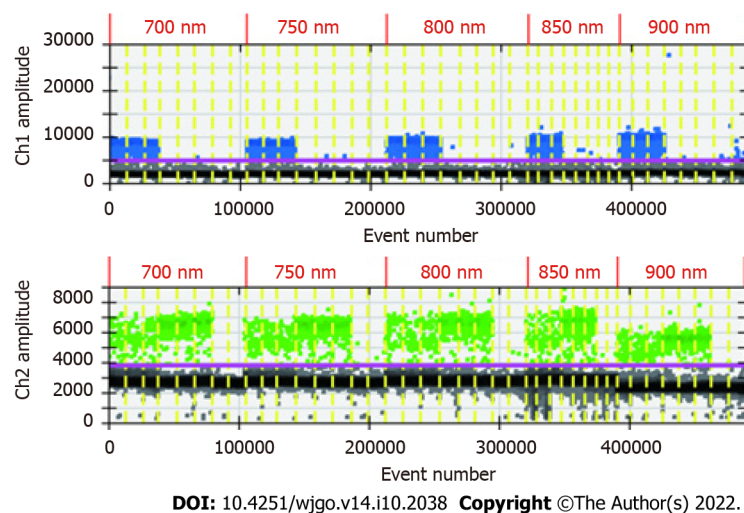 700 nm 750 nm 800 nm 850 nm 900 nm
30000
20000
10000
0
Ch1 amplitude
0 100000 200000 300000 400000
Event number
700 nm 750 nm 800 nm 850 nm 900 nm
8000
6000
4000
2000
0
Ch2 amplitude
0 100000 200000 300000 400000
Event number
DOI: 10.4251/wjgo.v14.i10.2038 Copyright ©The Author(s) 2022.